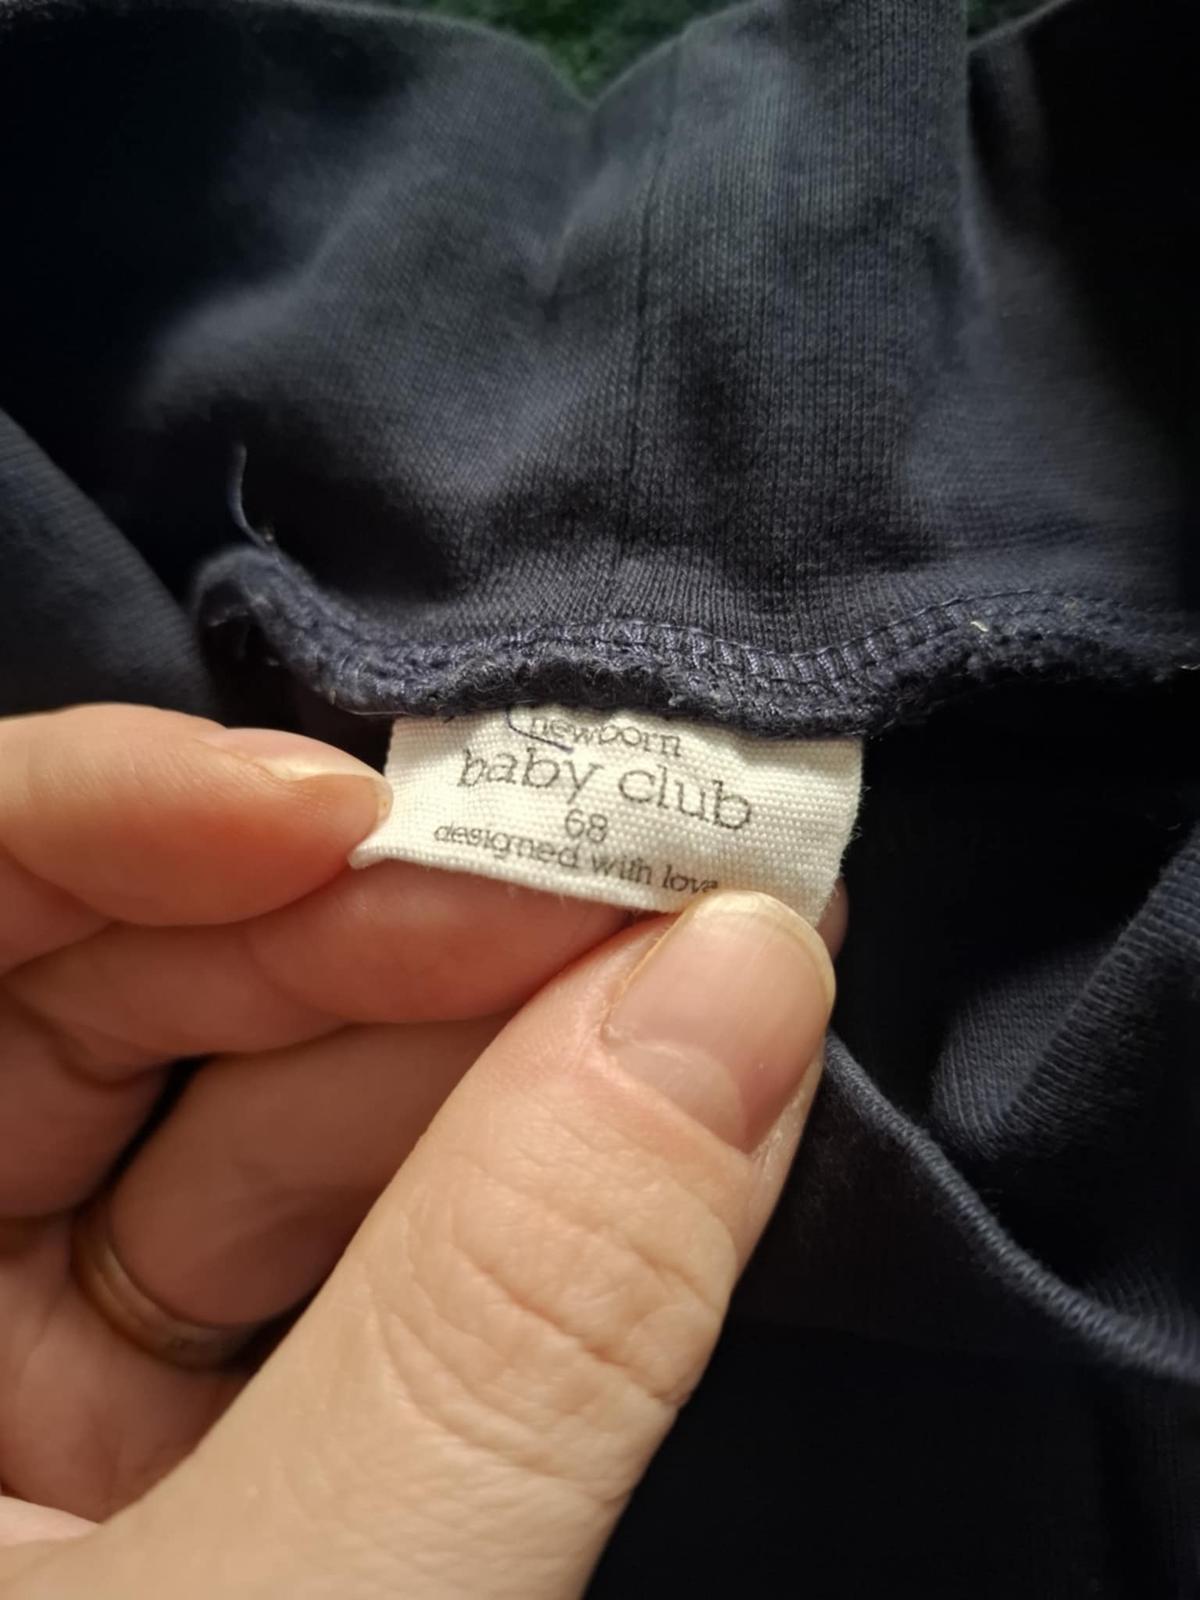 newborn
baby club
68
designed with love